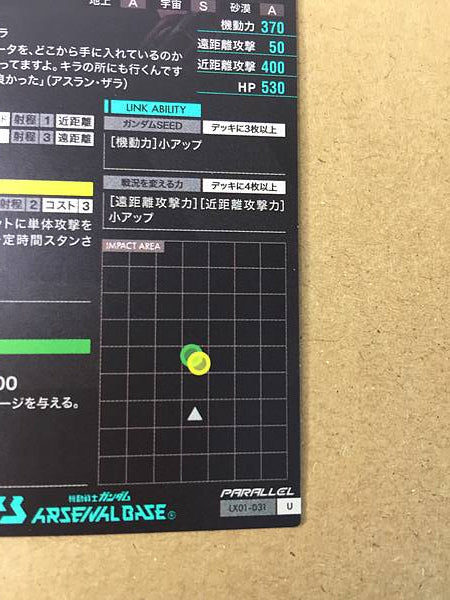 地上 A 宇宙 S 砂漠 A
ラ
機動力 370
ータを、どこから手に入れているのか
遠距離攻撃 50
ってますよ。キラの所にも行くんです
近距離攻撃 400
良かった」（アスラン・ザラ）
HP 530
LINK ABILITY
ド 射程 1 近距離
ガンダムSEED デッキに3枚以上
射程 3 遠距離
[機動力]小アップ
戦況を変える力 デッキに4枚以上
射程 2 コスト 3
[遠距離攻撃力][近距離攻撃力]
小アップ
ットに単体攻撃を
定時間スタンさ
IMPACT AREA
00
ージを与える。
機動戦士ガンダム
ARSENAL BASE®
PARALLEL
LX01-031 U